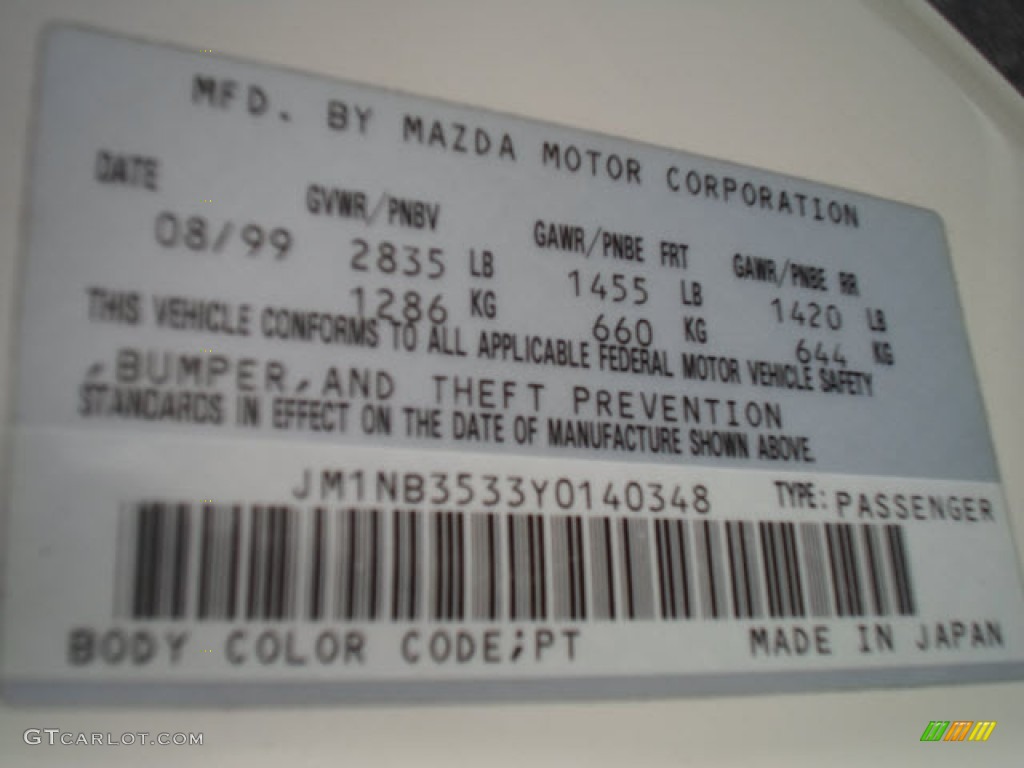 MFD. BY MAZDA MOTOR CORPORATION
DATE GVWR/PNBV GAWR/PNBE FRT GAWR/PNBE RR
08/99 2835 LB 1455 LB 1420 LB
1286 KG 660 KG 644 KG
THIS VEHICLE CONFORMS TO ALL APPLICABLE FEDERAL MOTOR VEHICLE SAFETY
,BUMPER,AND THEFT PREVENTION
STANDARDS IN EFFECT ON THE DATE OF MANUFACTURE SHOWN ABOVE.
JM1NB3533Y0140348 TYPE: PASSENGER
BODY COLOR CODE;PT MADE IN JAPAN
GTCARLOT.COM